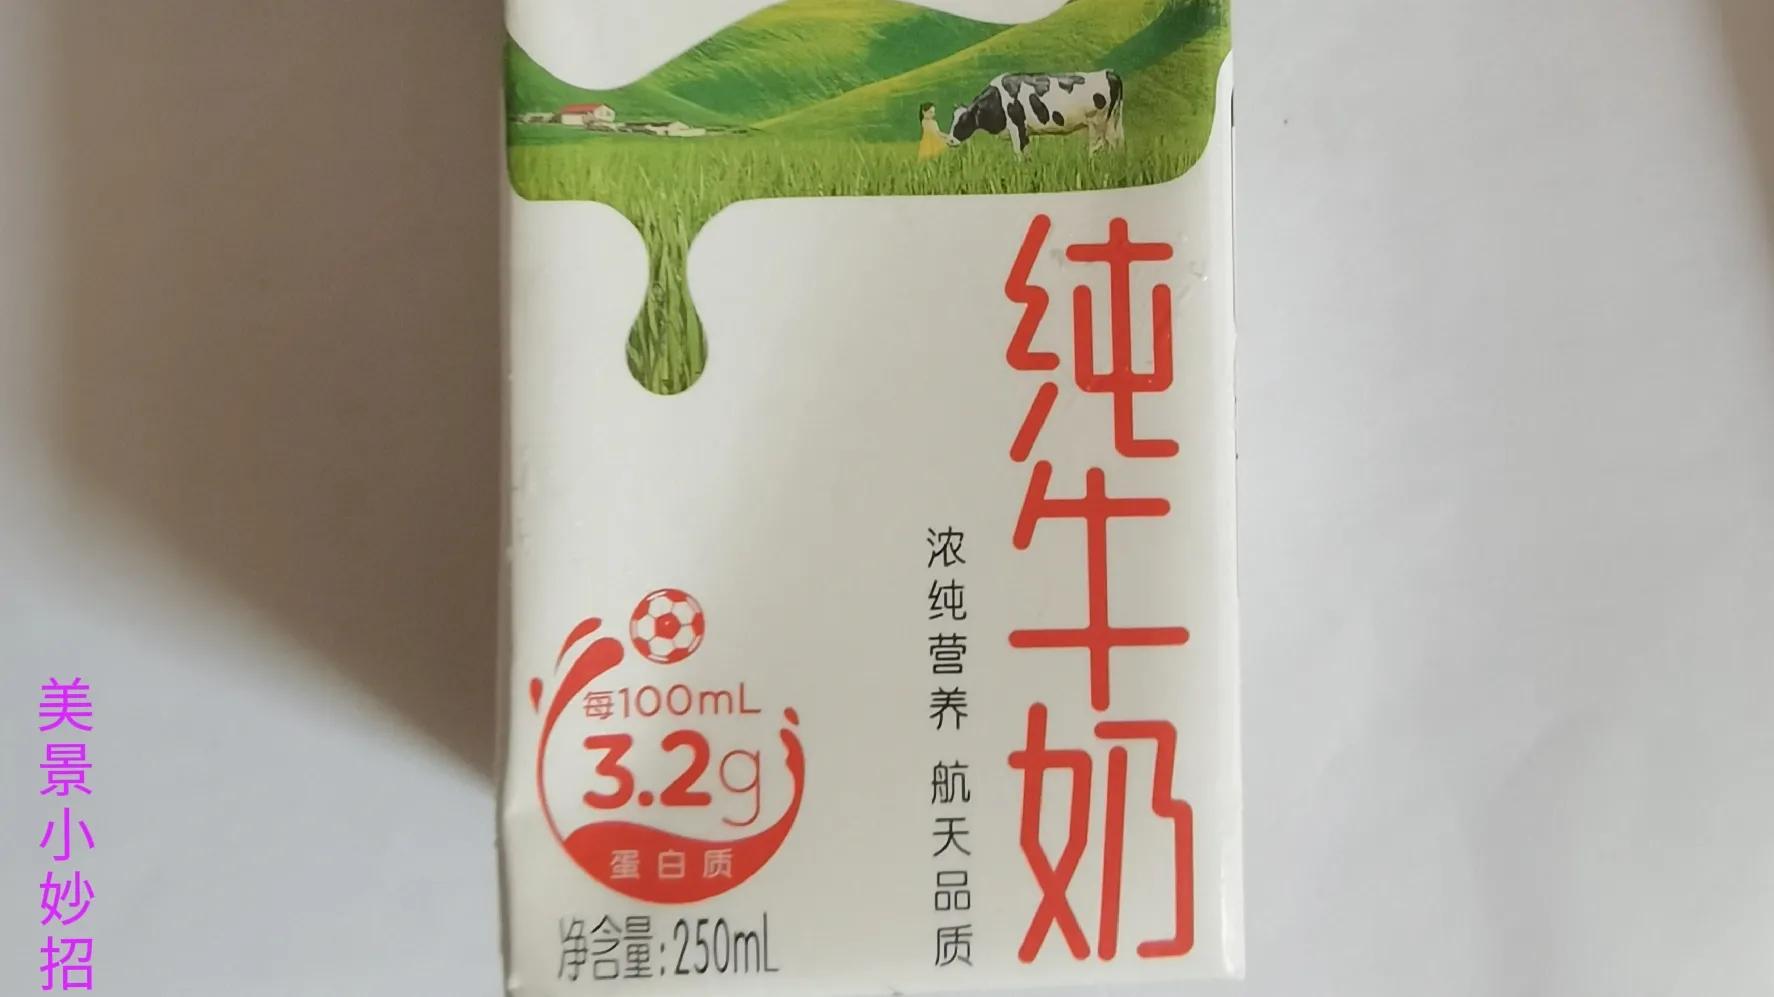 纯牛奶
浓纯营养 航天品质
每100mL
3.2g
蛋白质
净含量:250mL
美景小妙招